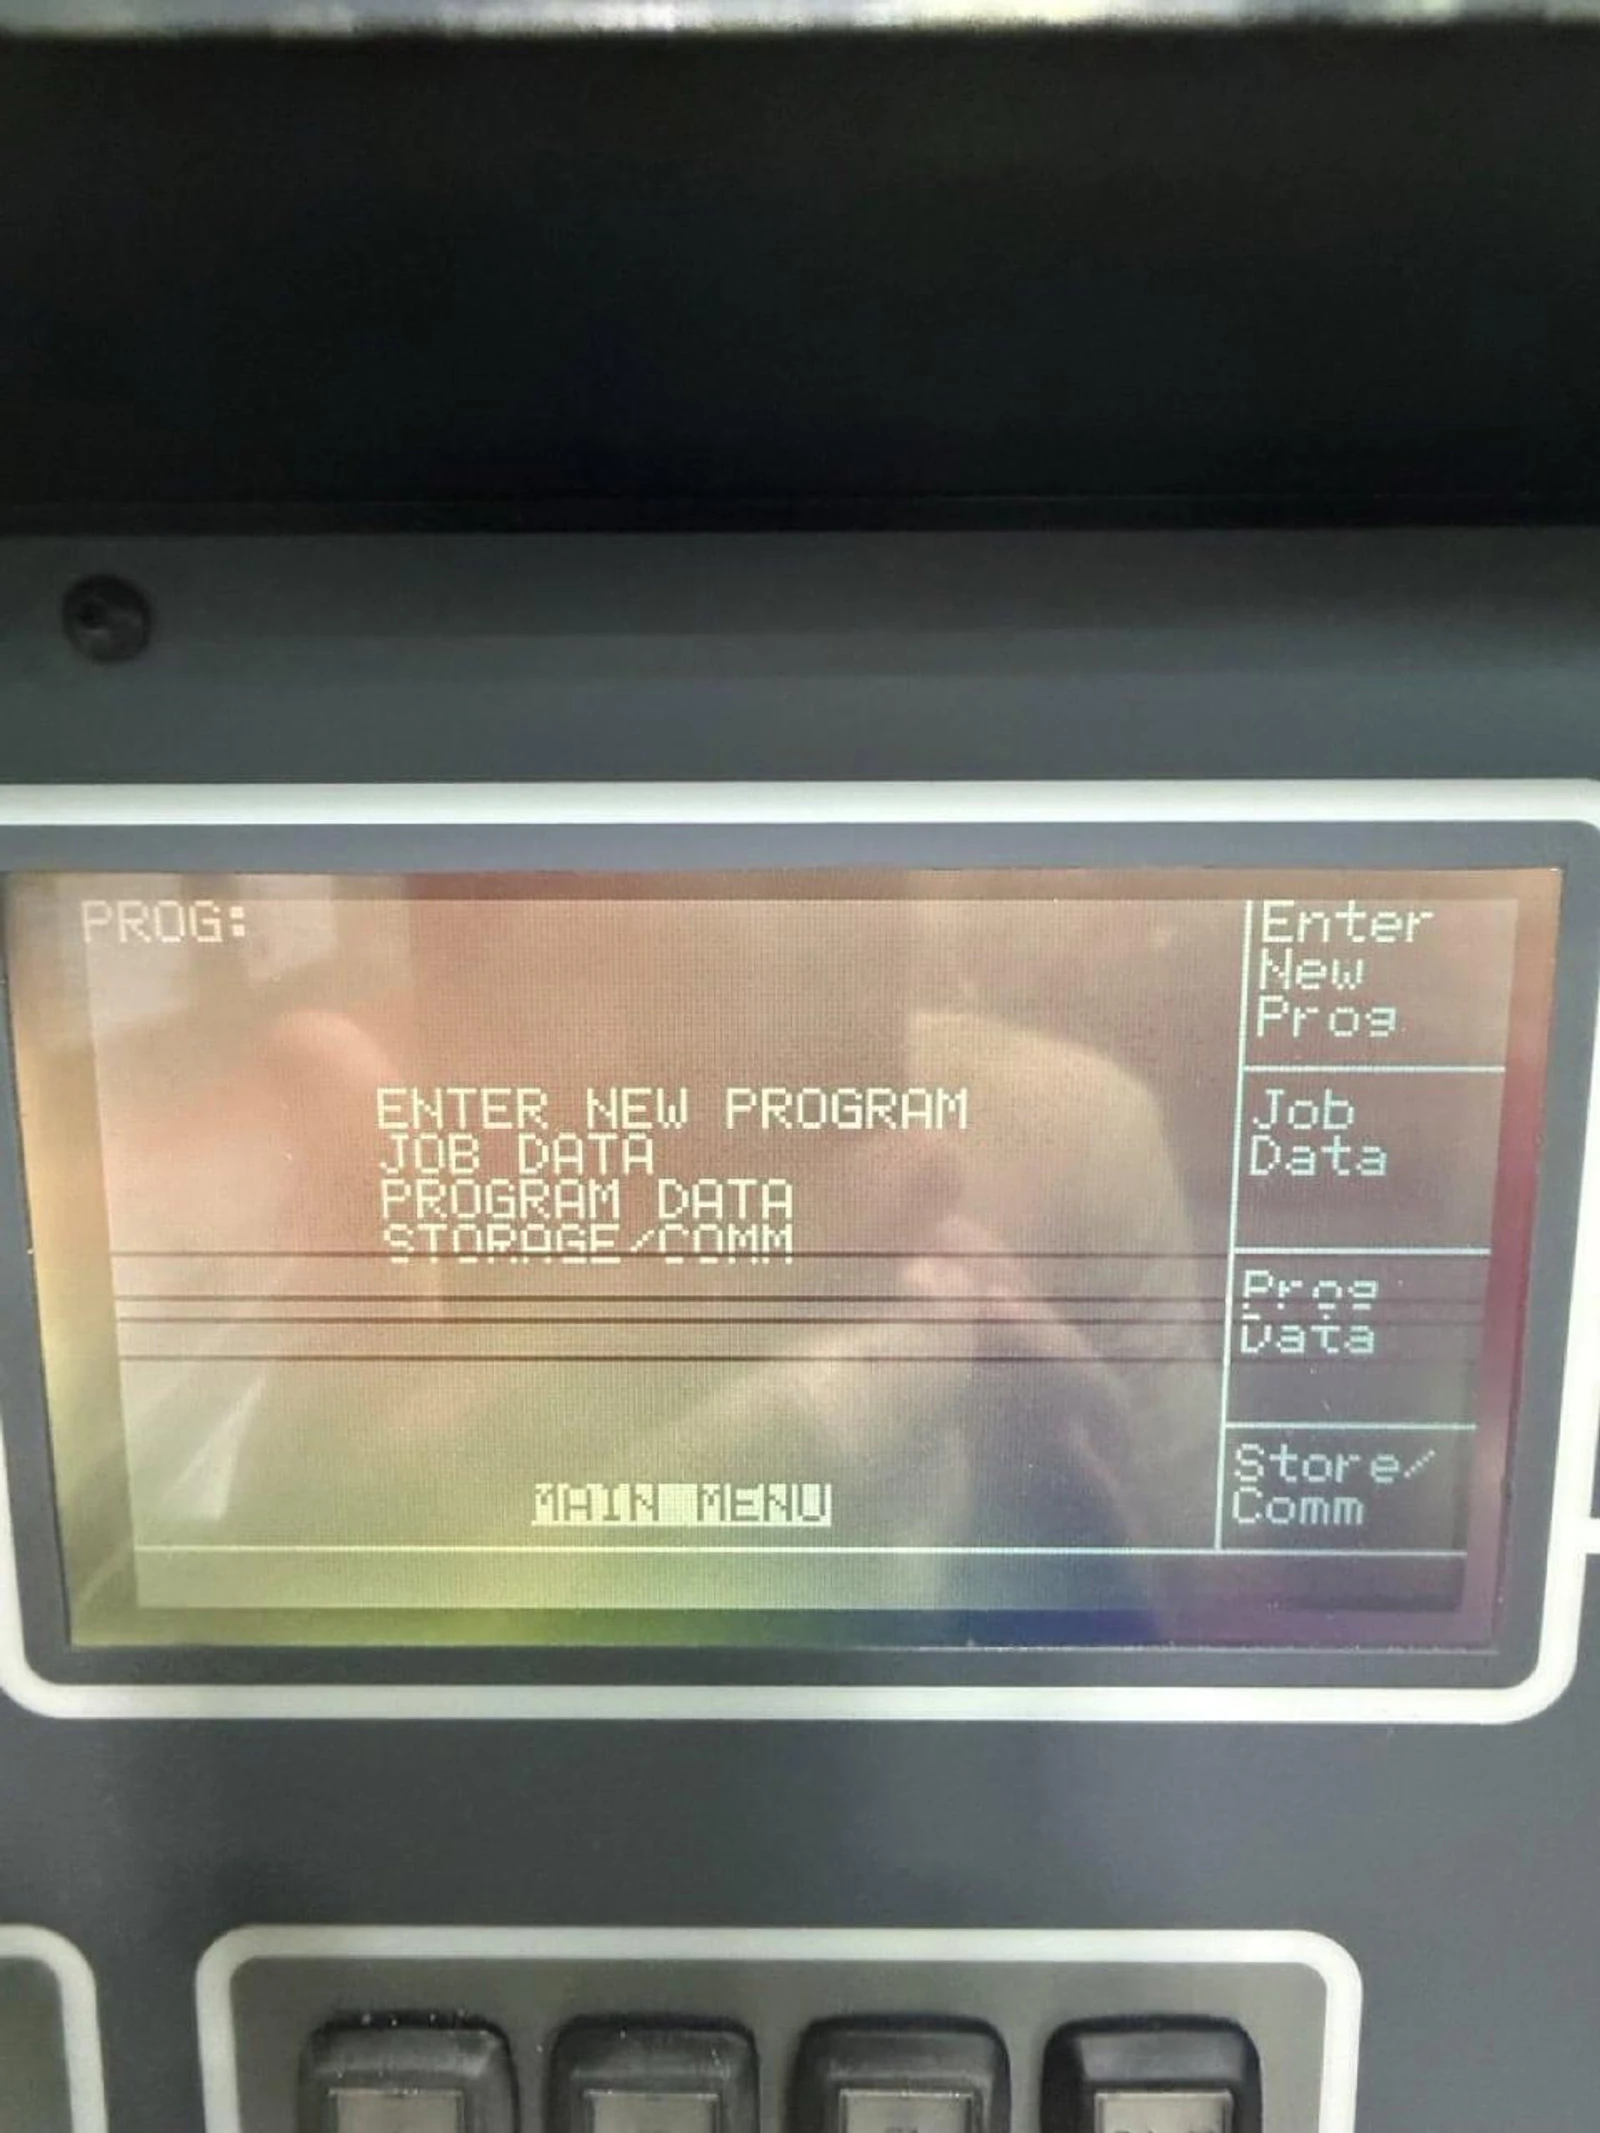 PROG:
ENTER NEW PROGRAM
JOB DATA
PROGRAM DATA
STORAGE/COMM
MAIN MENU
Enter
New
Prog
Job
Data
Prog
Data
Store/
Comm